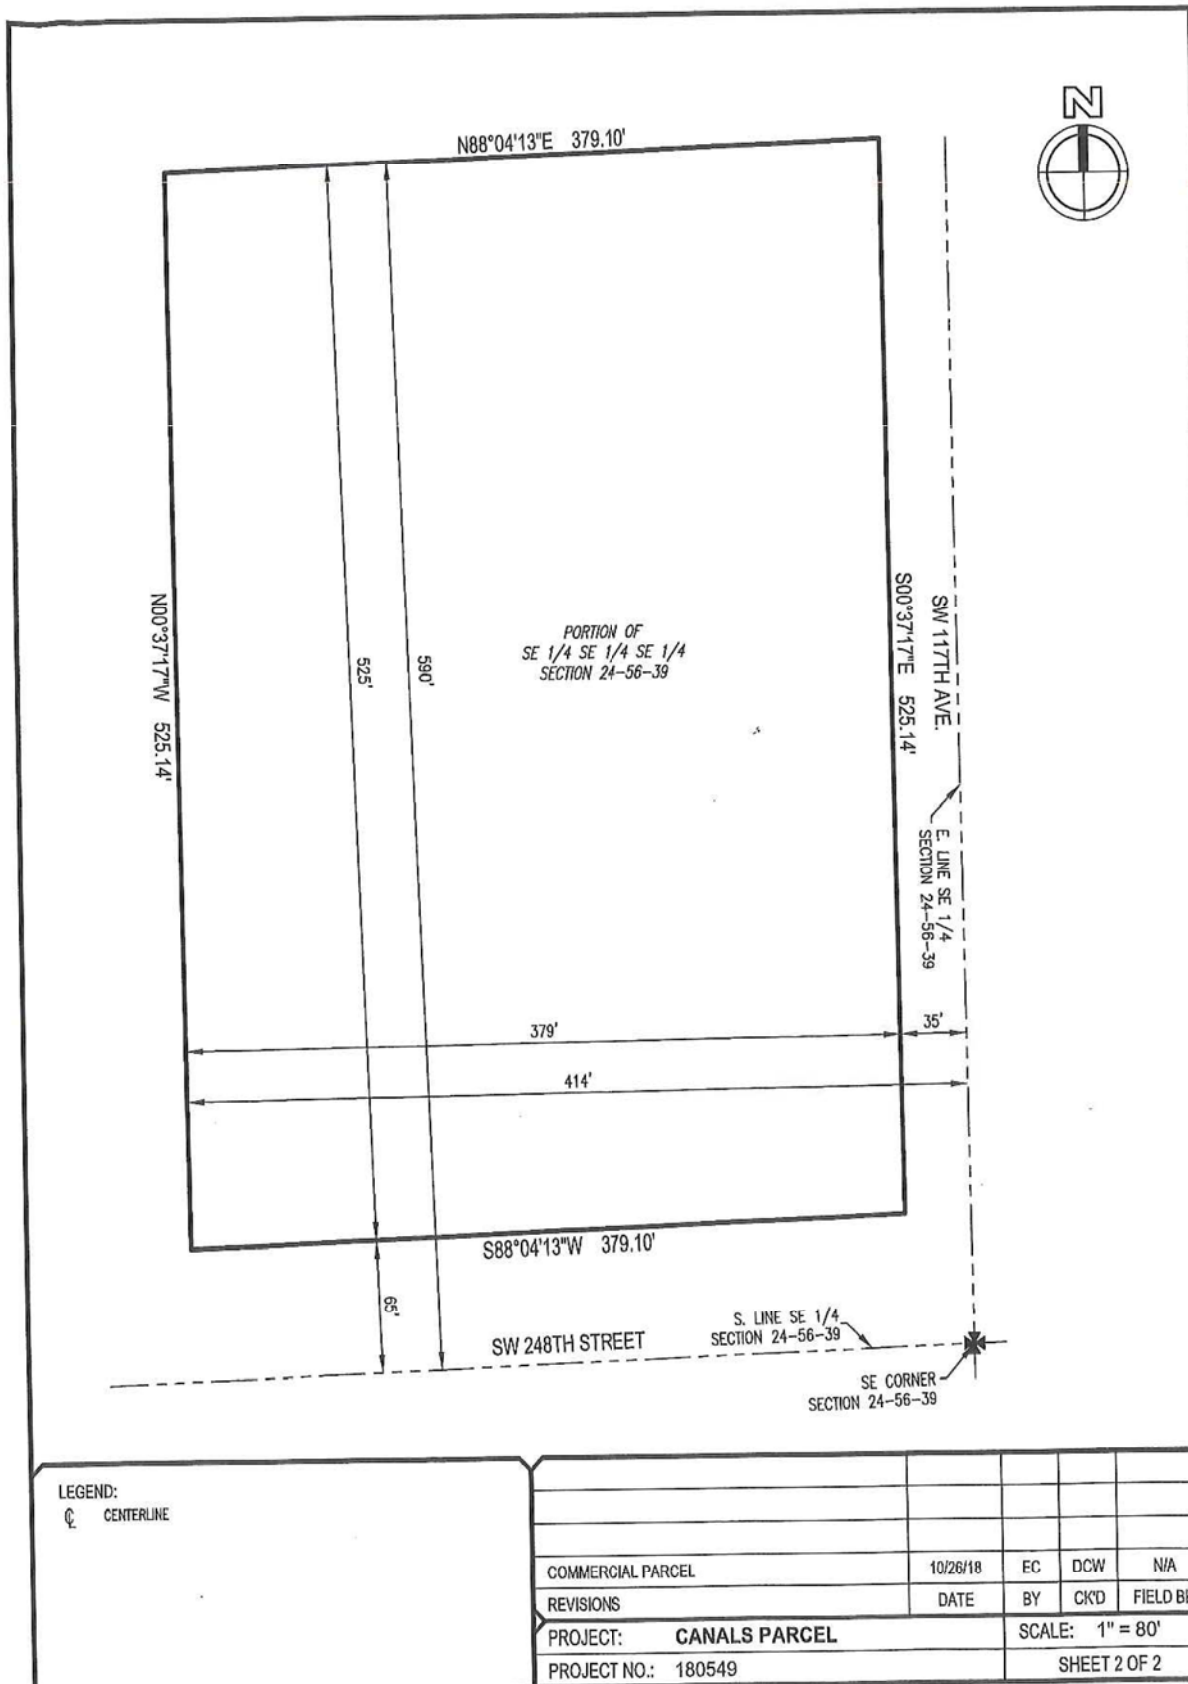 N
N88°04'13"E 379.10'
N00°37'17"W 525.14'
525'
590'
PORTION OF
SE 1/4 SE 1/4 SE 1/4
SECTION 24-56-39
S00°37'17"E 525.14'
SW 117TH AVE.
E. LINE SE 1/4
SECTION 24-56-39
379'
35'
414'
S88°04'13"W 379.10'
65'
SW 248TH STREET
S. LINE SE 1/4
SECTION 24-56-39
SE CORNER
SECTION 24-56-39
LEGEND:
℄ CENTERLINE
COMMERCIAL PARCEL 10/26/18 EC DCW N/A
REVISIONS DATE BY CK'D FIELD
PROJECT: CANALS PARCEL SCALE: 1" = 80'
PROJECT NO.: 180549 SHEET 2 OF 2